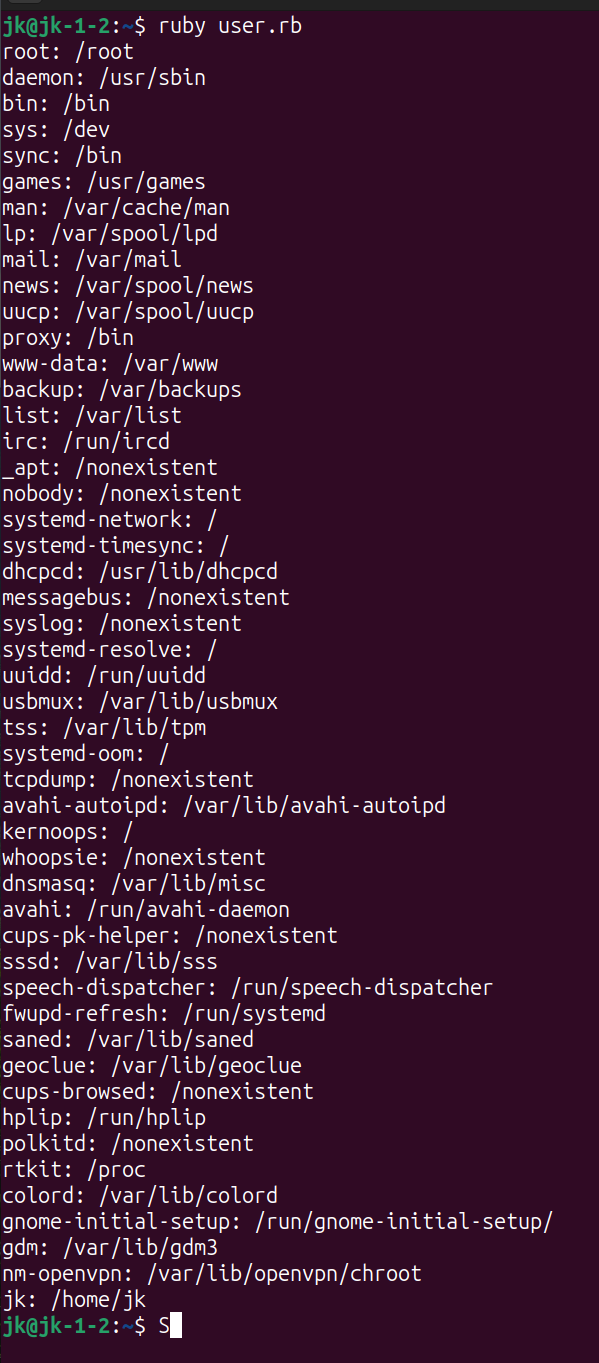 jk@jk-1-2:~$ ruby user.rb
root: /root
daemon: /usr/sbin
bin: /bin
sys: /dev
sync: /bin
games: /usr/games
man: /var/cache/man
lp: /var/spool/lpd
mail: /var/mail
news: /var/spool/news
uucp: /var/spool/uucp
proxy: /bin
www-data: /var/www
backup: /var/backups
list: /var/list
irc: /run/ircd
_apt: /nonexistent
nobody: /nonexistent
systemd-network: /
systemd-timesync: /
dhcpcd: /usr/lib/dhcpcd
messagebus: /nonexistent
syslog: /nonexistent
systemd-resolve: /
uuidd: /run/uuidd
usbmux: /var/lib/usbmux
tss: /var/lib/tpm
systemd-oom: /
tcpdump: /nonexistent
avahi-autoipd: /var/lib/avahi-autoipd
kernoops: /
whoopsie: /nonexistent
dnsmasq: /var/lib/misc
avahi: /run/avahi-daemon
cups-pk-helper: /nonexistent
sssd: /var/lib/sss
speech-dispatcher: /run/speech-dispatcher
fwupd-refresh: /run/systemd
saned: /var/lib/saned
geoclue: /var/lib/geoclue
cups-browsed: /nonexistent
hplip: /run/hplip
polkitd: /nonexistent
rtkit: /proc
colord: /var/lib/colord
gnome-initial-setup: /run/gnome-initial-setup/
gdm: /var/lib/gdm3
nm-openvpn: /var/lib/openvpn/chroot
jk: /home/jk
jk@jk-1-2:~$ S